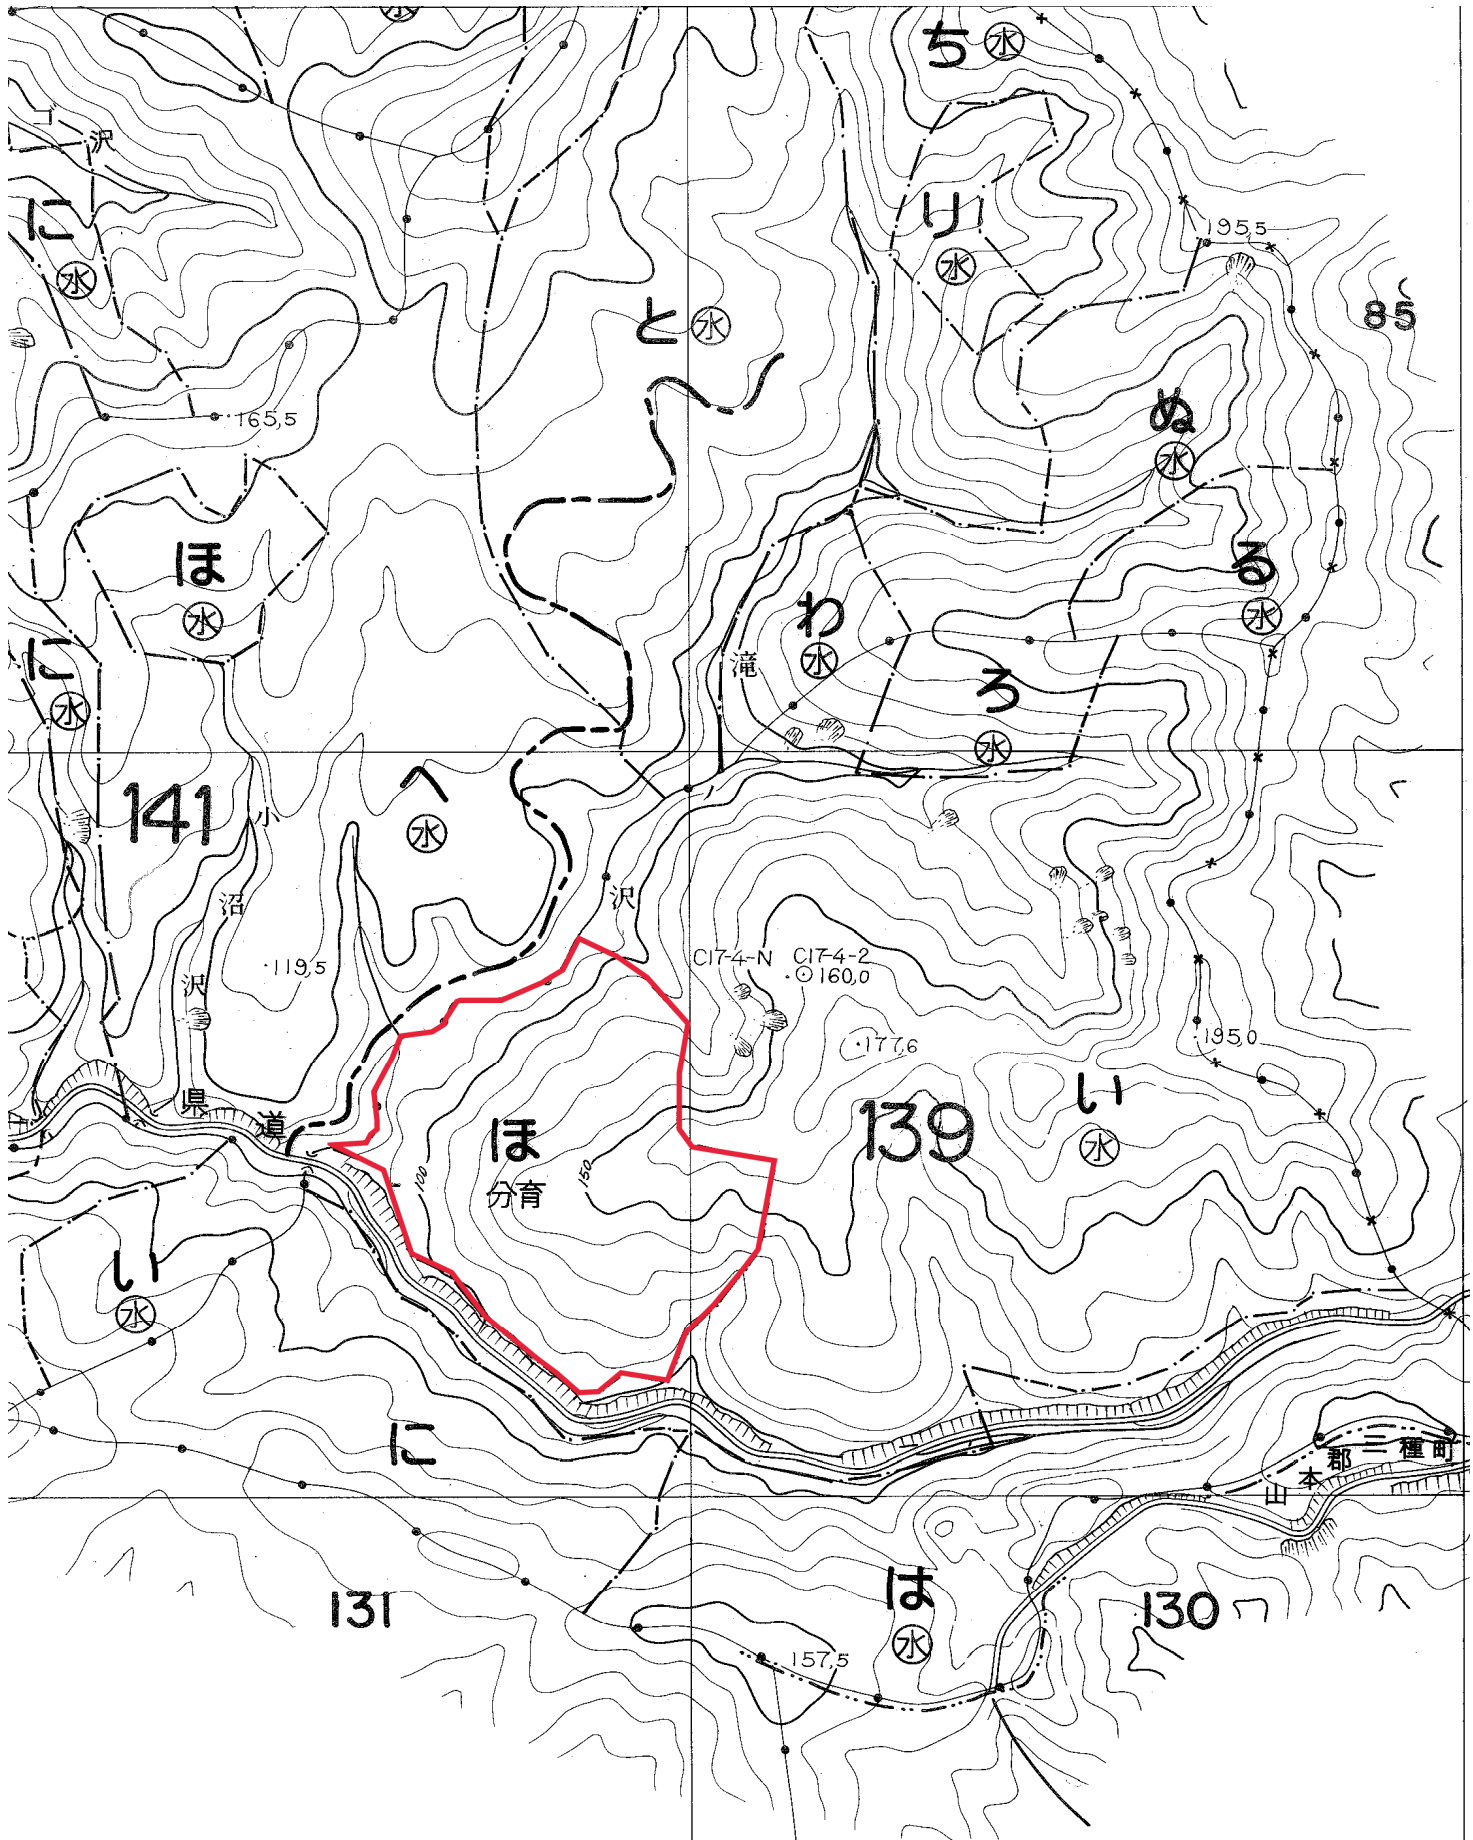 水
ち 水
沢
に
水
り
水
195,5
85
と 水
165,5
ぬ
水
ほ
水
る
水
わ
水
滝
に
水
ろ
水
141
へ
水
小
沼
沢
沢
119,5
C17-4-N C17-4-2
160,0
177,6
195,0
県道
ほ
分育
100
150
139
い
水
い
水
に
山本郡三種町
131
は
水
130
157,5